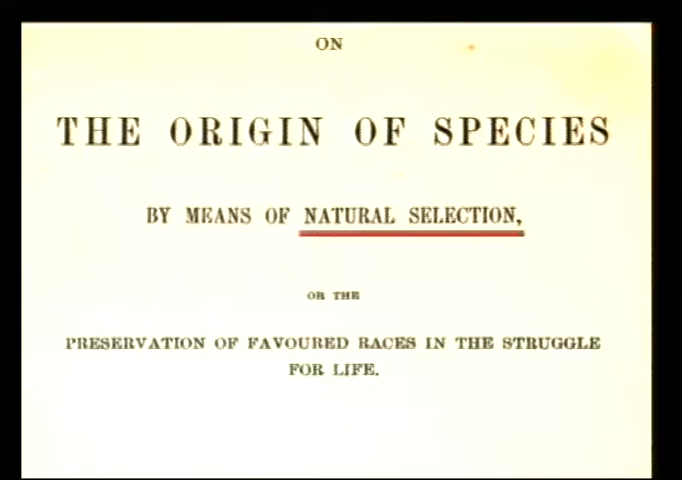 ON
THE ORIGIN OF SPECIES
BY MEANS OF NATURAL SELECTION,
OR THE
PRESERVATION OF FAVOURED RACES IN THE STRUGGLE
FOR LIFE.